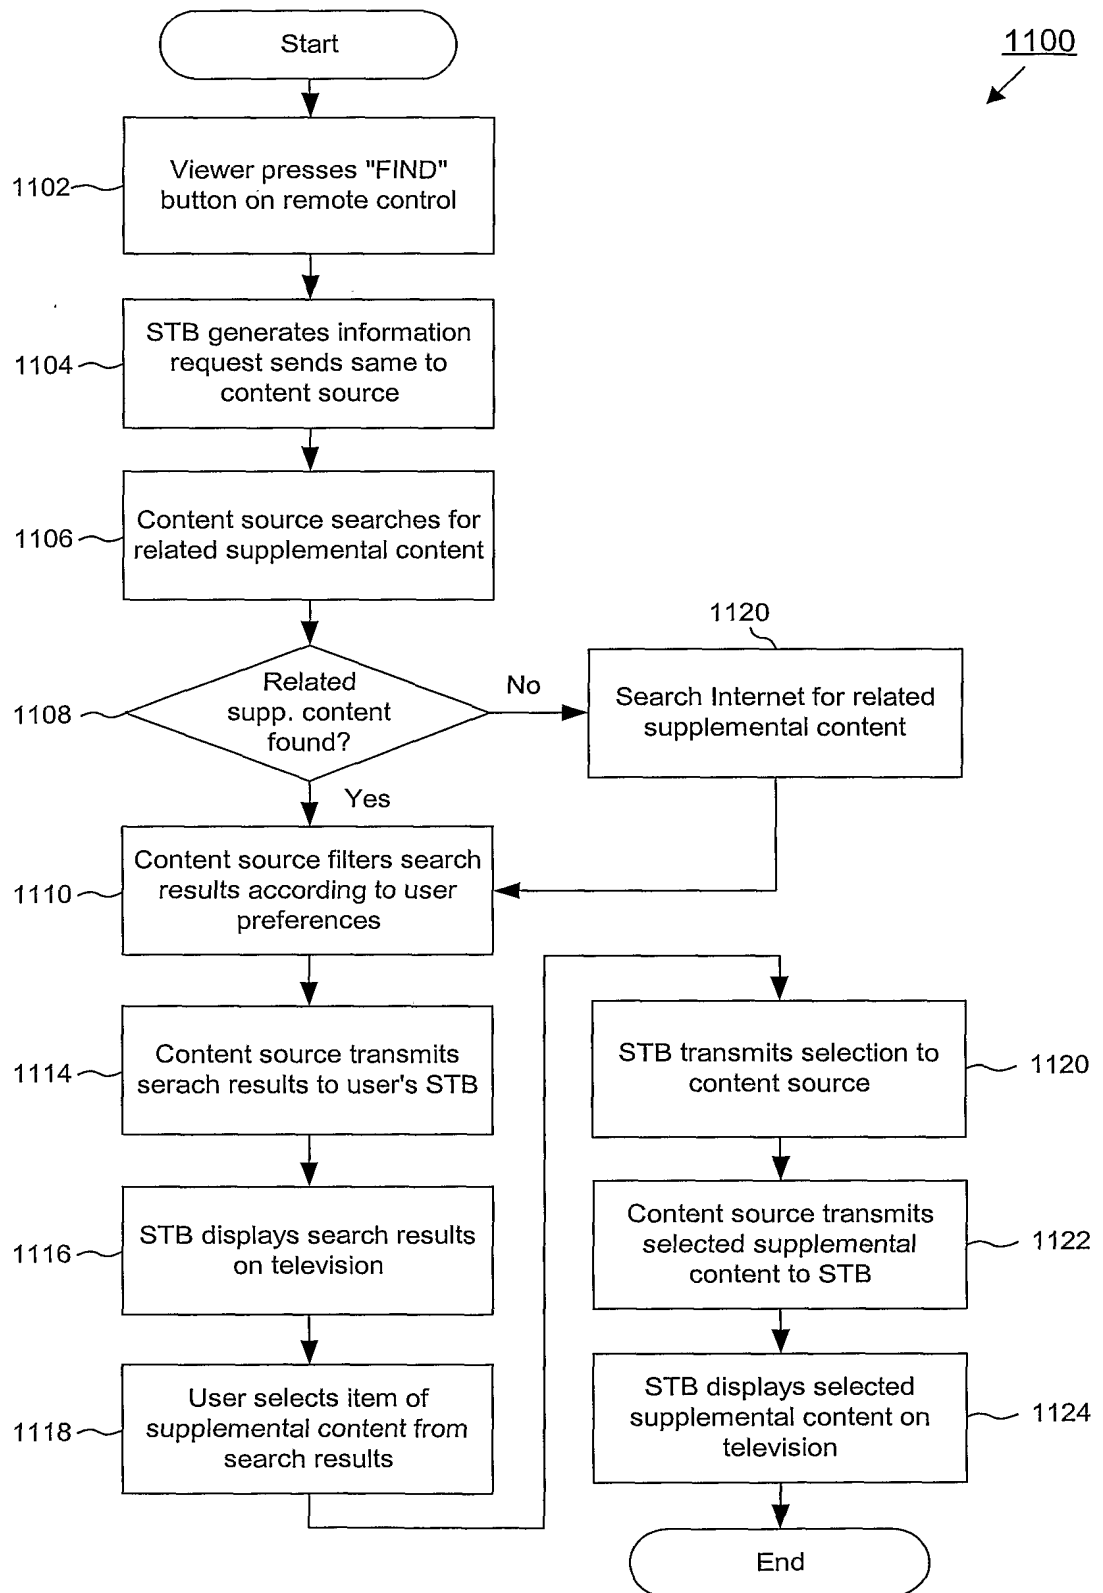 Start
1100
1102
Viewer presses "FIND"
button on remote control
1104
STB generates information
request sends same to
content source
1106
Content source searches for
related supplemental content
1108
Related
supp. content
found?
No
Yes
1120
Search Internet for related
supplemental content
1110
Content source filters search
results according to user
preferences
1114
Content source transmits
serach results to user's STB
1116
STB displays search results
on television
1118
User selects item of
supplemental content from
search results
STB transmits selection to
content source
1120
Content source transmits
selected supplemental
content to STB
1122
STB displays selected
supplemental content on
television
1124
End